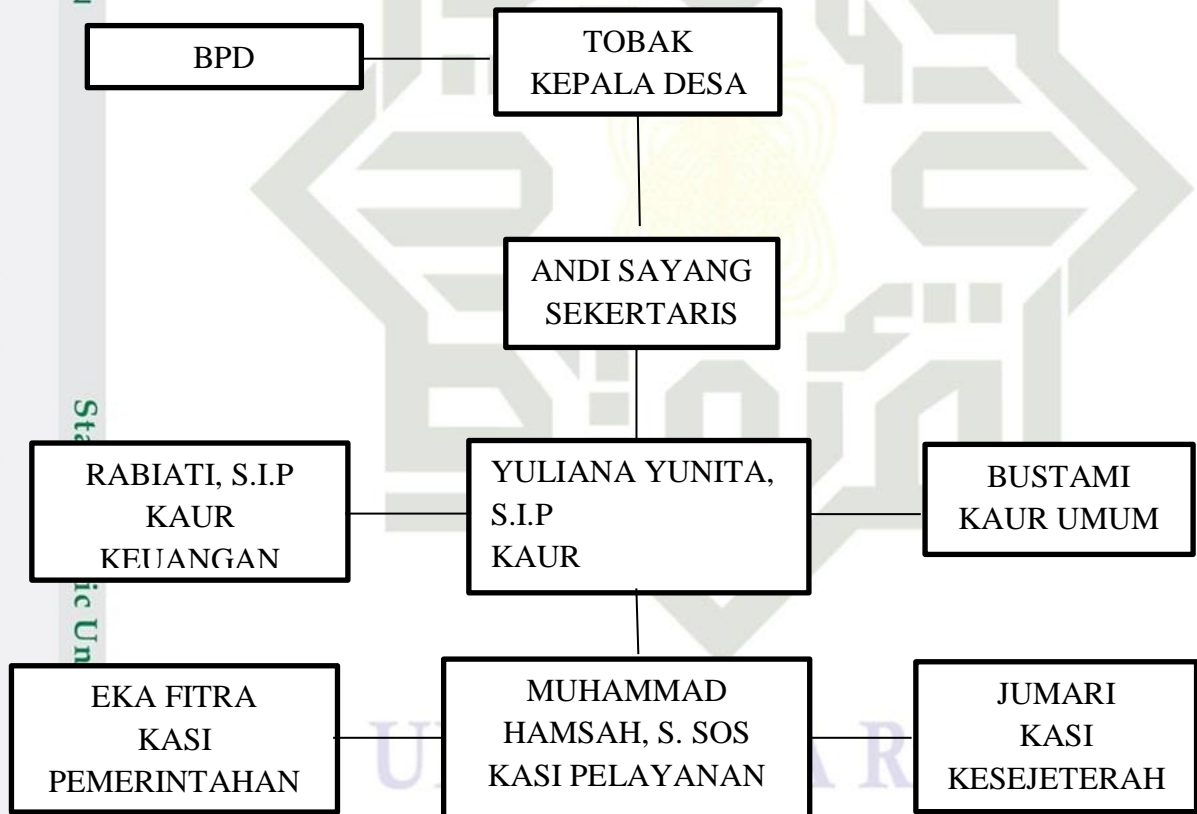 BPD
TOBAK
KEPALA DESA
ANDI SAYANG
SEKERTARIS
RABIATI, S.I.P
KAUR
KEUANGAN
YULIANA YUNITA,
S.I.P
KAUR
BUSTAMI
KAUR UMUM
EKA FITRA
KASI
PEMERINTAHAN
MUHAMMAD
HAMSAH, S. SOS
KASI PELAYANAN
JUMARI
KASI
KESEJETERAH